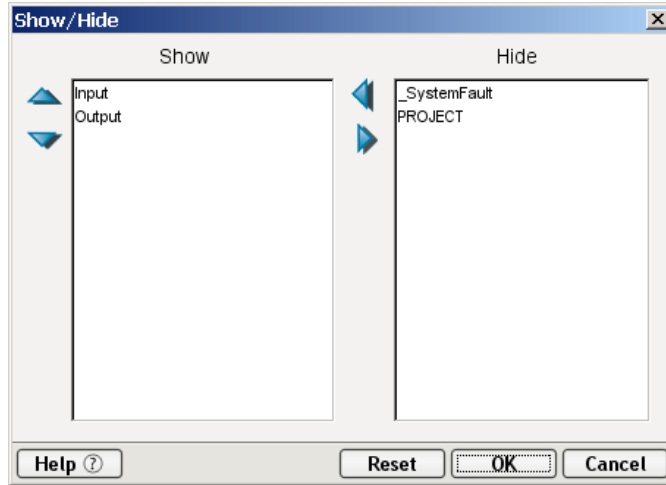 Show/Hide
Show
Hide
Input
Output
_SystemFault
PROJECT
Help ?
Reset
OK
Cancel